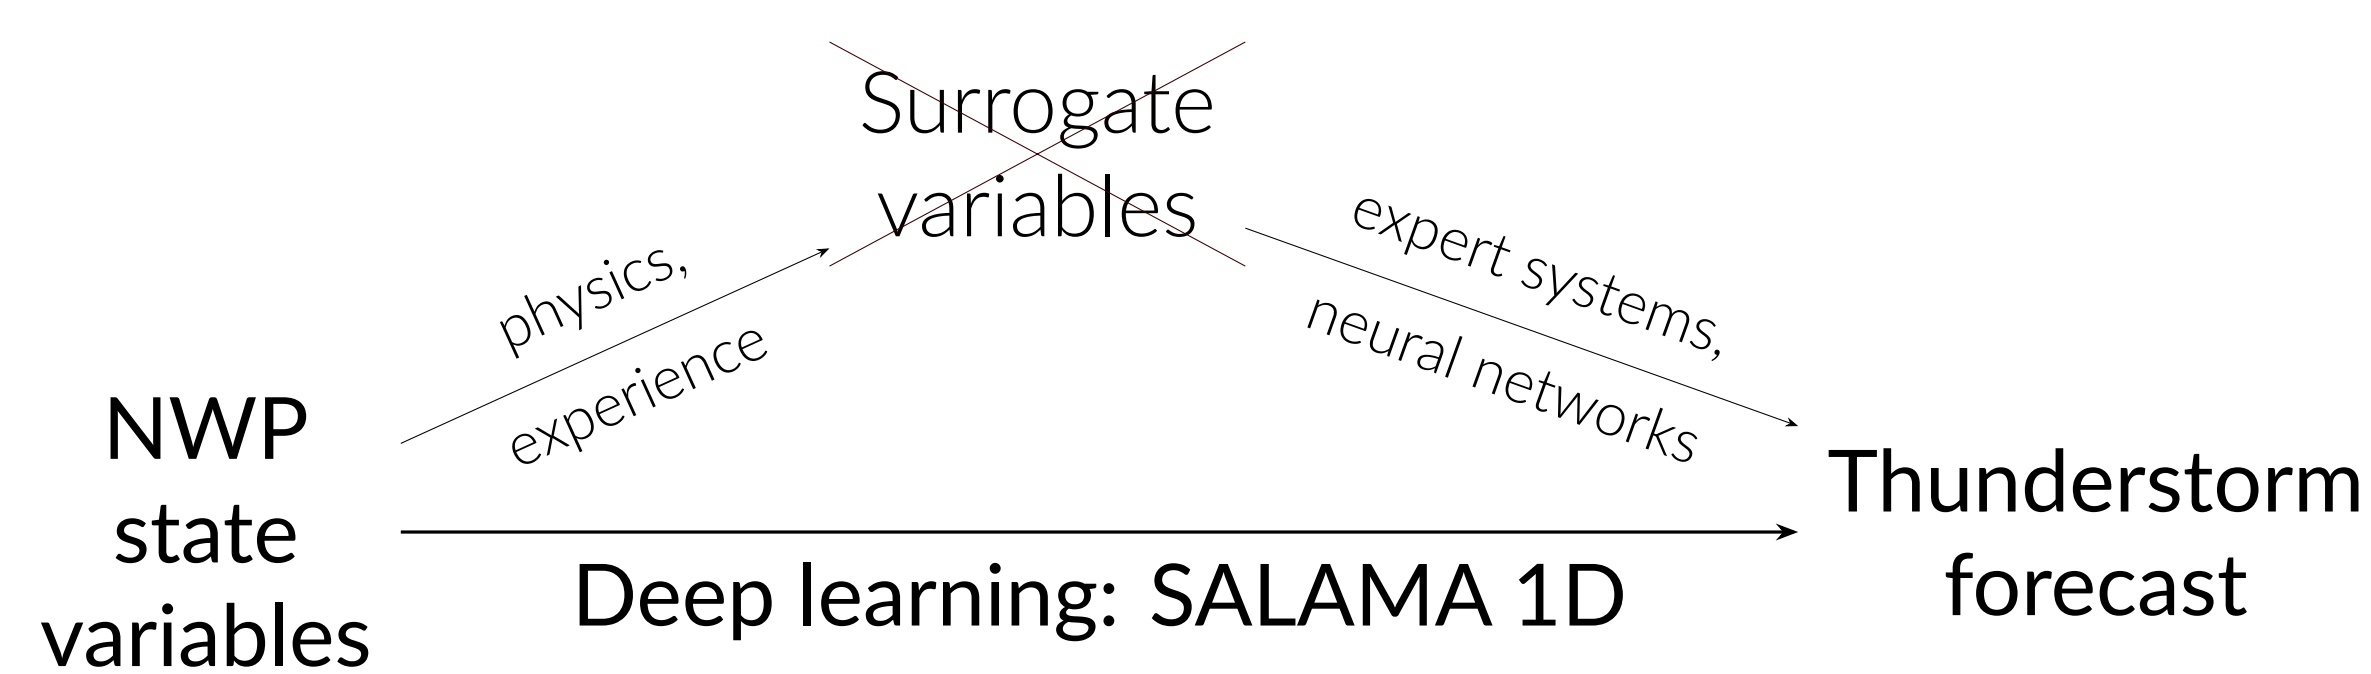 Surrogate
variables
physics,
experience
expert systems,
neural networks
NWP
state
variables
Deep learning: SALAMA 1D
Thunderstorm
forecast